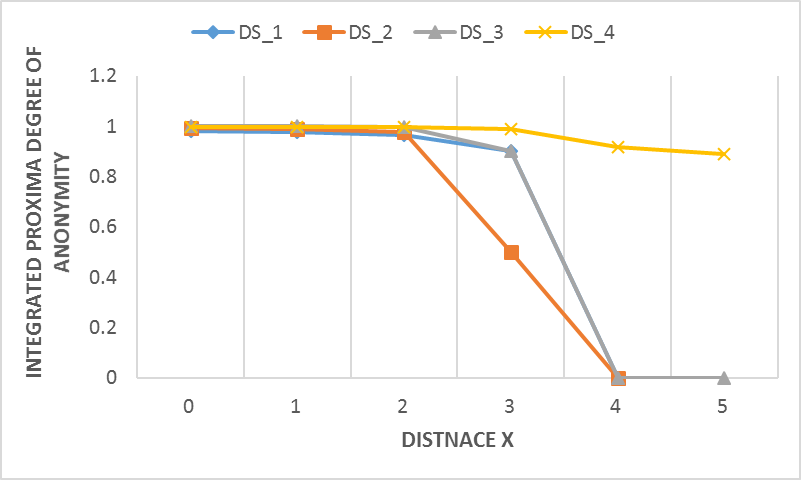 DS_1 DS_2 DS_3 DS_4
INTEGRATED PROXIMA DEGREE OF
ANONYMITY
1.2
1
0.8
0.6
0.4
0.2
0
0 1 2 3 4 5
DISTNACE X